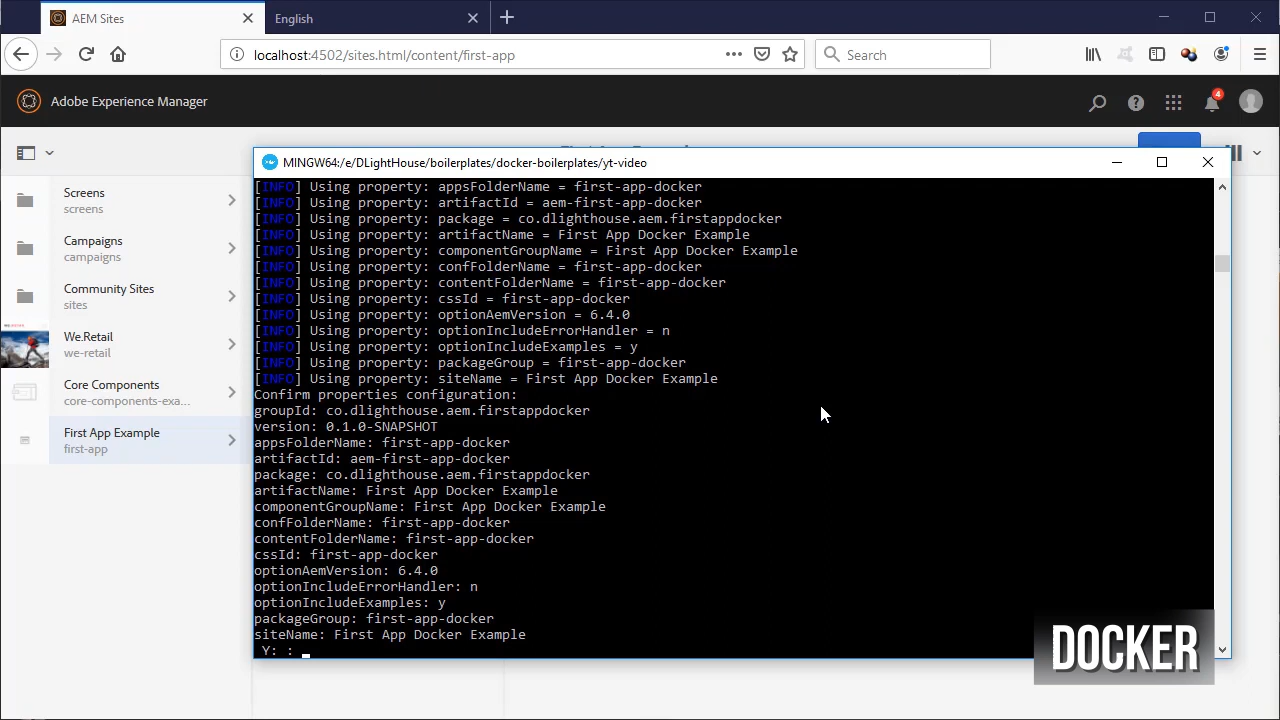 AEM Sites
English
localhost:4502/sites.html/content/first-app
Search
Adobe Experience Manager
4
MINGW64:/e/DLightHouse/boilerplates/docker-boilerplates/yt-video
Screens
screens
Campaigns
campaigns
Community Sites
sites
We.Retail
we-retail
Core Components
core-components-exa...
First App Example
first-app
[INFO] Using property: appsFolderName = first-app-docker
[INFO] Using property: artifactId = aem-first-app-docker
[INFO] Using property: package = co.dlighthouse.aem.firstappdocker
[INFO] Using property: artifactName = First App Docker Example
[INFO] Using property: componentGroupName = First App Docker Example
[INFO] Using property: confFolderName = first-app-docker
[INFO] Using property: contentFolderName = first-app-docker
[INFO] Using property: cssId = first-app-docker
[INFO] Using property: optionAemVersion = 6.4.0
[INFO] Using property: optionIncludeErrorHandler = n
[INFO] Using property: optionIncludeExamples = y
[INFO] Using property: packageGroup = first-app-docker
[INFO] Using property: siteName = First App Docker Example
Confirm properties configuration:
groupId: co.dlighthouse.aem.firstappdocker
version: 0.1.0-SNAPSHOT
appsFolderName: first-app-docker
artifactId: aem-first-app-docker
package: co.dlighthouse.aem.firstappdocker
artifactName: First App Docker Example
componentGroupName: First App Docker Example
confFolderName: first-app-docker
contentFolderName: first-app-docker
cssId: first-app-docker
optionAemVersion: 6.4.0
optionIncludeErrorHandler: n
optionIncludeExamples: y
packageGroup: first-app-docker
siteName: First App Docker Example
Y: :
DOCKER